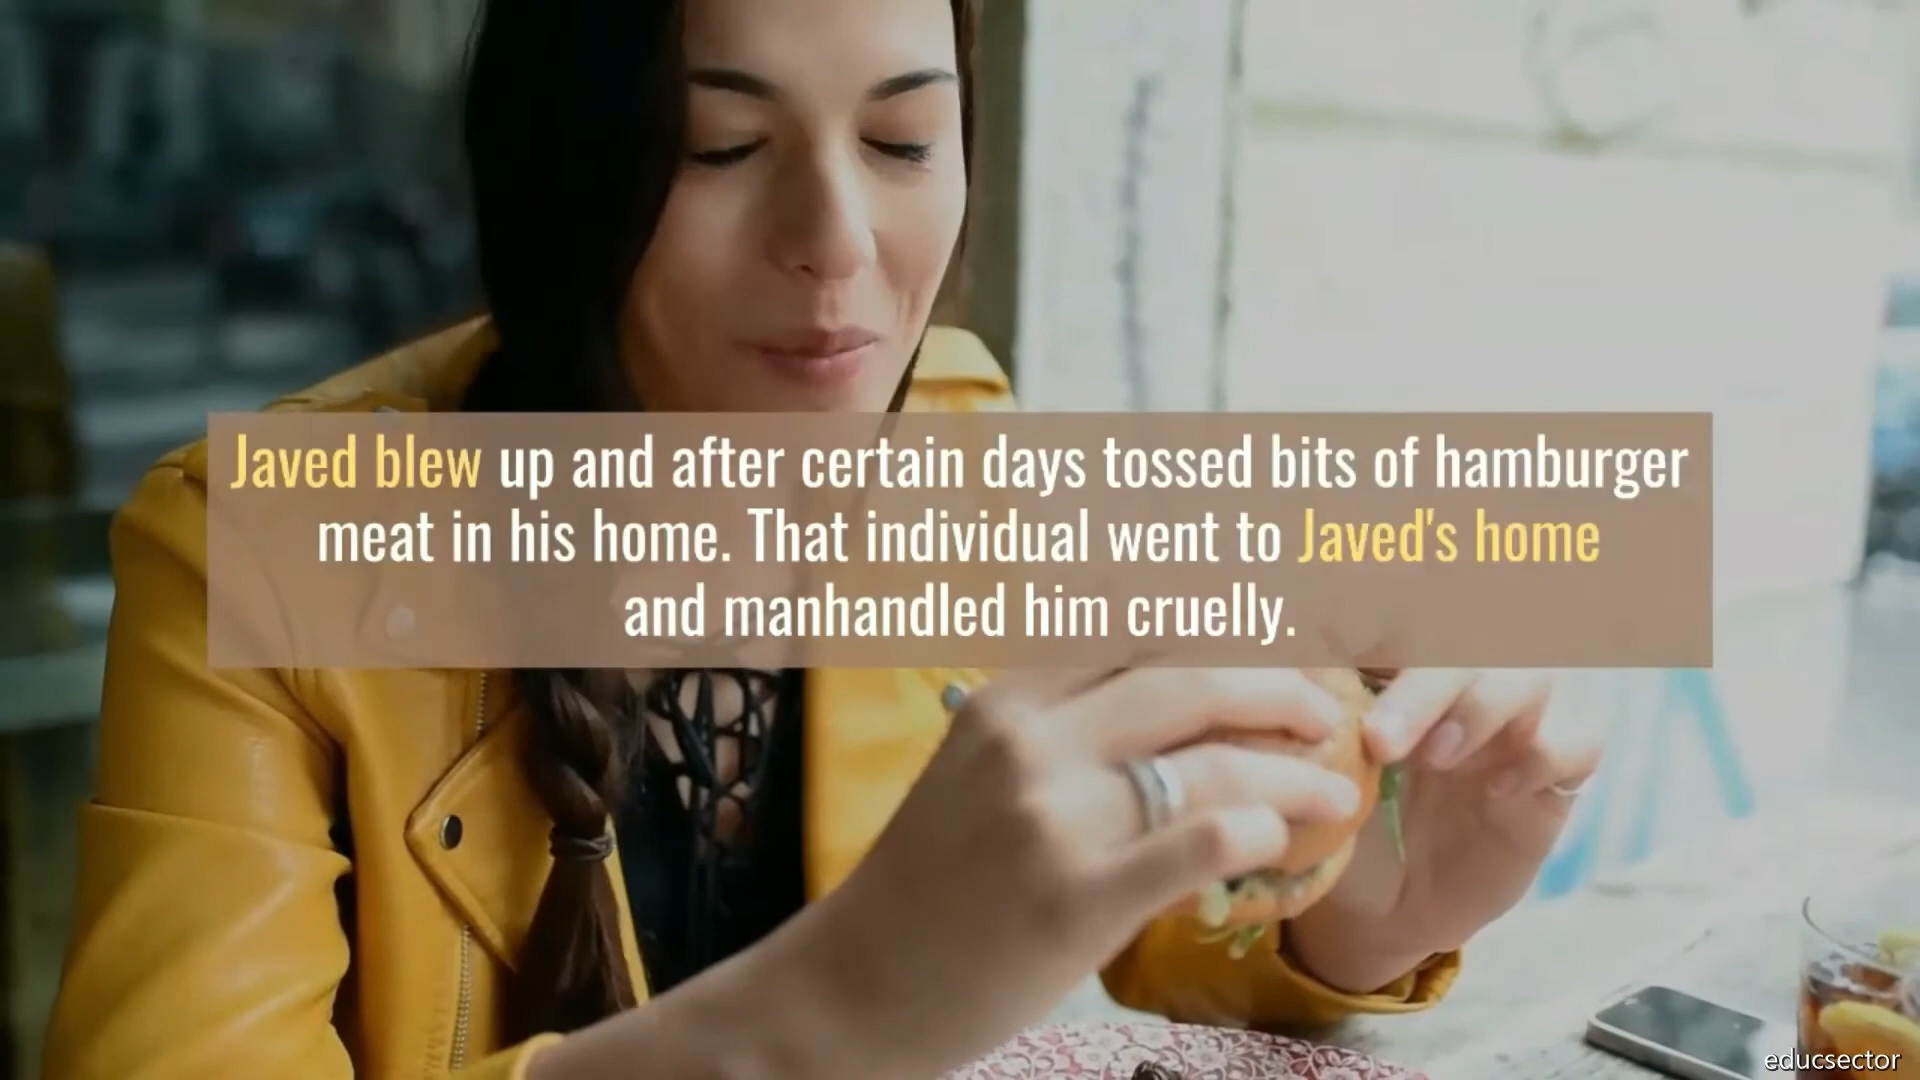 Javed blew up and after certain days tossed bits of hamburger
meat in his home. That individual went to Javed's home
and manhandled him cruelly.
educsector